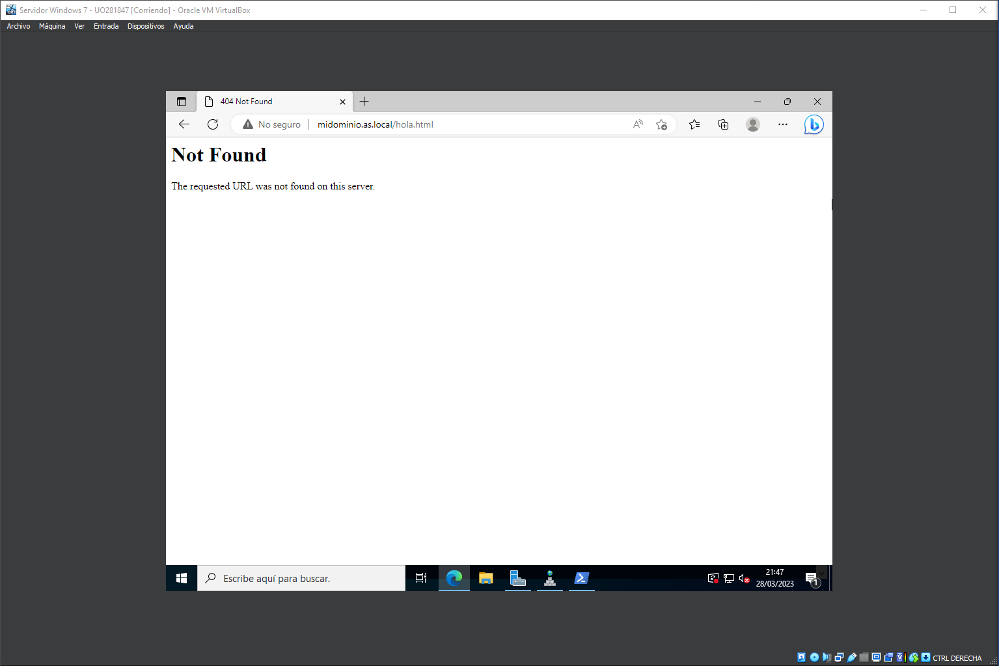 Servidor Windows 7 - UO281847 [Corriendo] - Oracle VM VirtualBox
Archivo Máquina Ver Entrada Dispositivos Ayuda
404 Not Found
No seguro midominio.as.local/hola.html
Not Found
The requested URL was not found on this server.
Escribe aquí para buscar.
21:47
28/03/2023
1
CTRL DERECHA